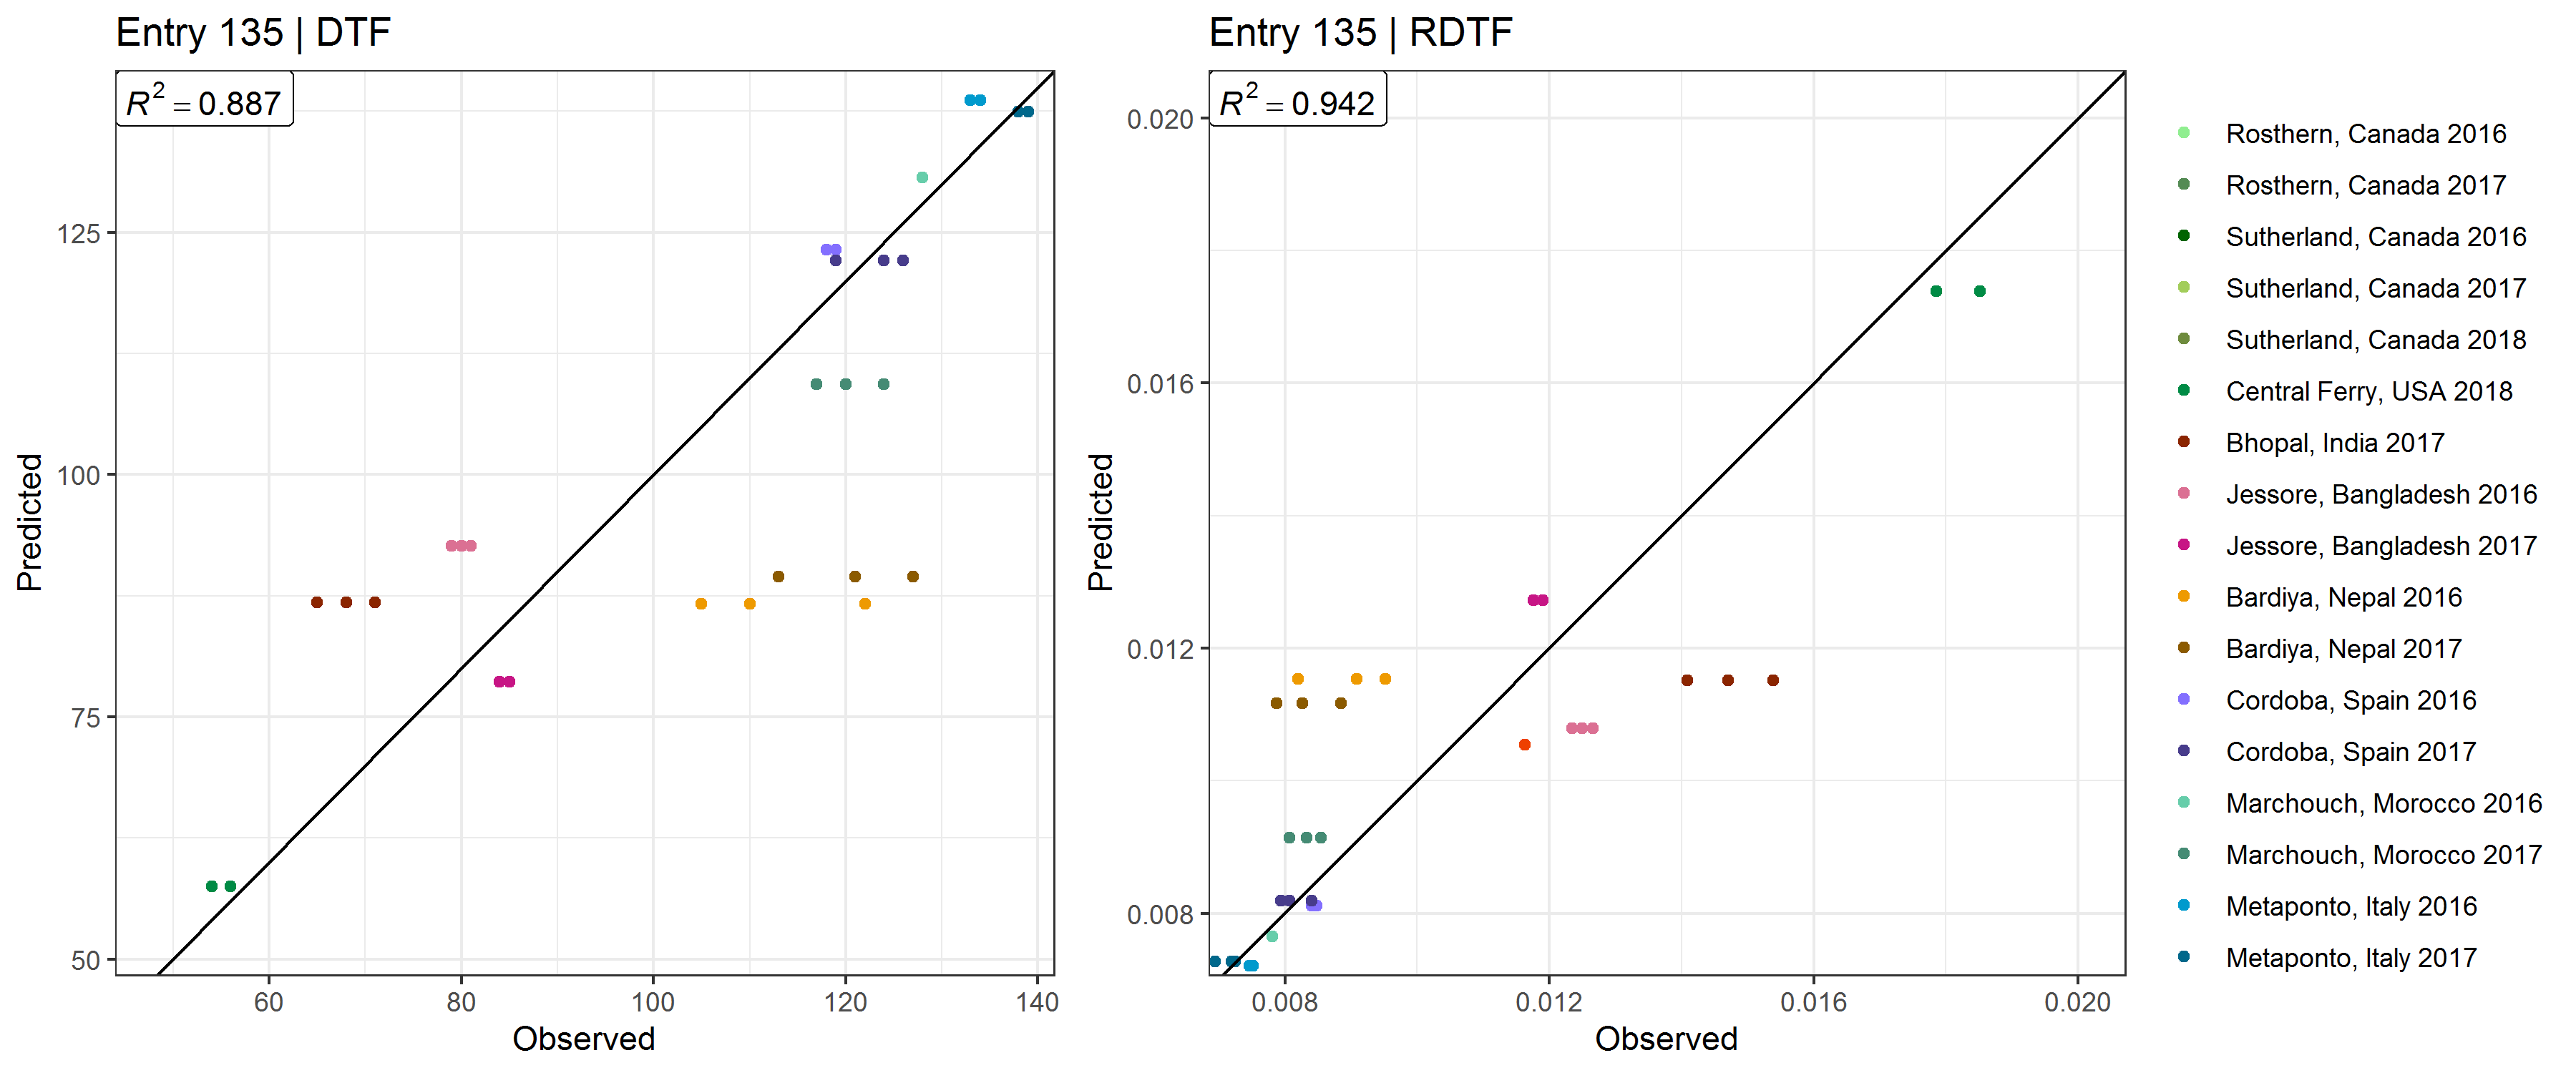 Entry 135 | DTF
R² = 0.887
125
100
75
50
Predicted
60 80 100 120 140
Observed
Entry 135 | RDTF
R² = 0.942
0.020
0.016
0.012
0.008
Predicted
0.008 0.012 0.016 0.020
Observed
Rosthern, Canada 2016
Rosthern, Canada 2017
Sutherland, Canada 2016
Sutherland, Canada 2017
Sutherland, Canada 2018
Central Ferry, USA 2018
Bhopal, India 2017
Jessore, Bangladesh 2016
Jessore, Bangladesh 2017
Bardiya, Nepal 2016
Bardiya, Nepal 2017
Cordoba, Spain 2016
Cordoba, Spain 2017
Marchouch, Morocco 2016
Marchouch, Morocco 2017
Metaponto, Italy 2016
Metaponto, Italy 2017